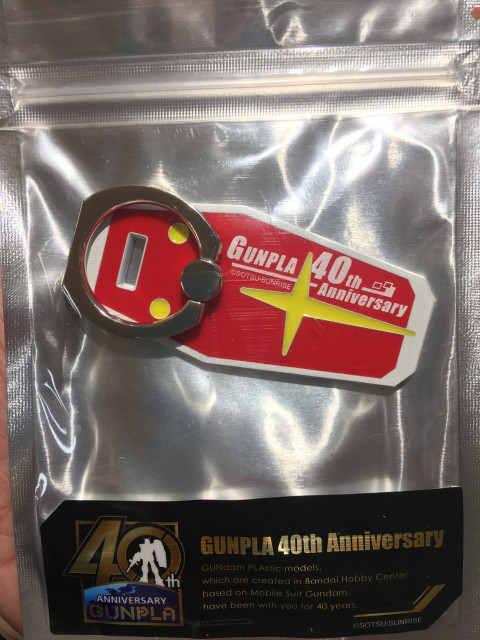 GUNPLA 40th
Anniversary
©SOTSU·SUNRISE
40th
ANNIVERSARY
GUNPLA
GUNPLA 40th Anniversary
GUNdam PLAstic models,
which are created in Bandai Hobby Center
based on Mobile Suit Gundam,
have been with you for 40 years.
©SOTSU·SUNRISE